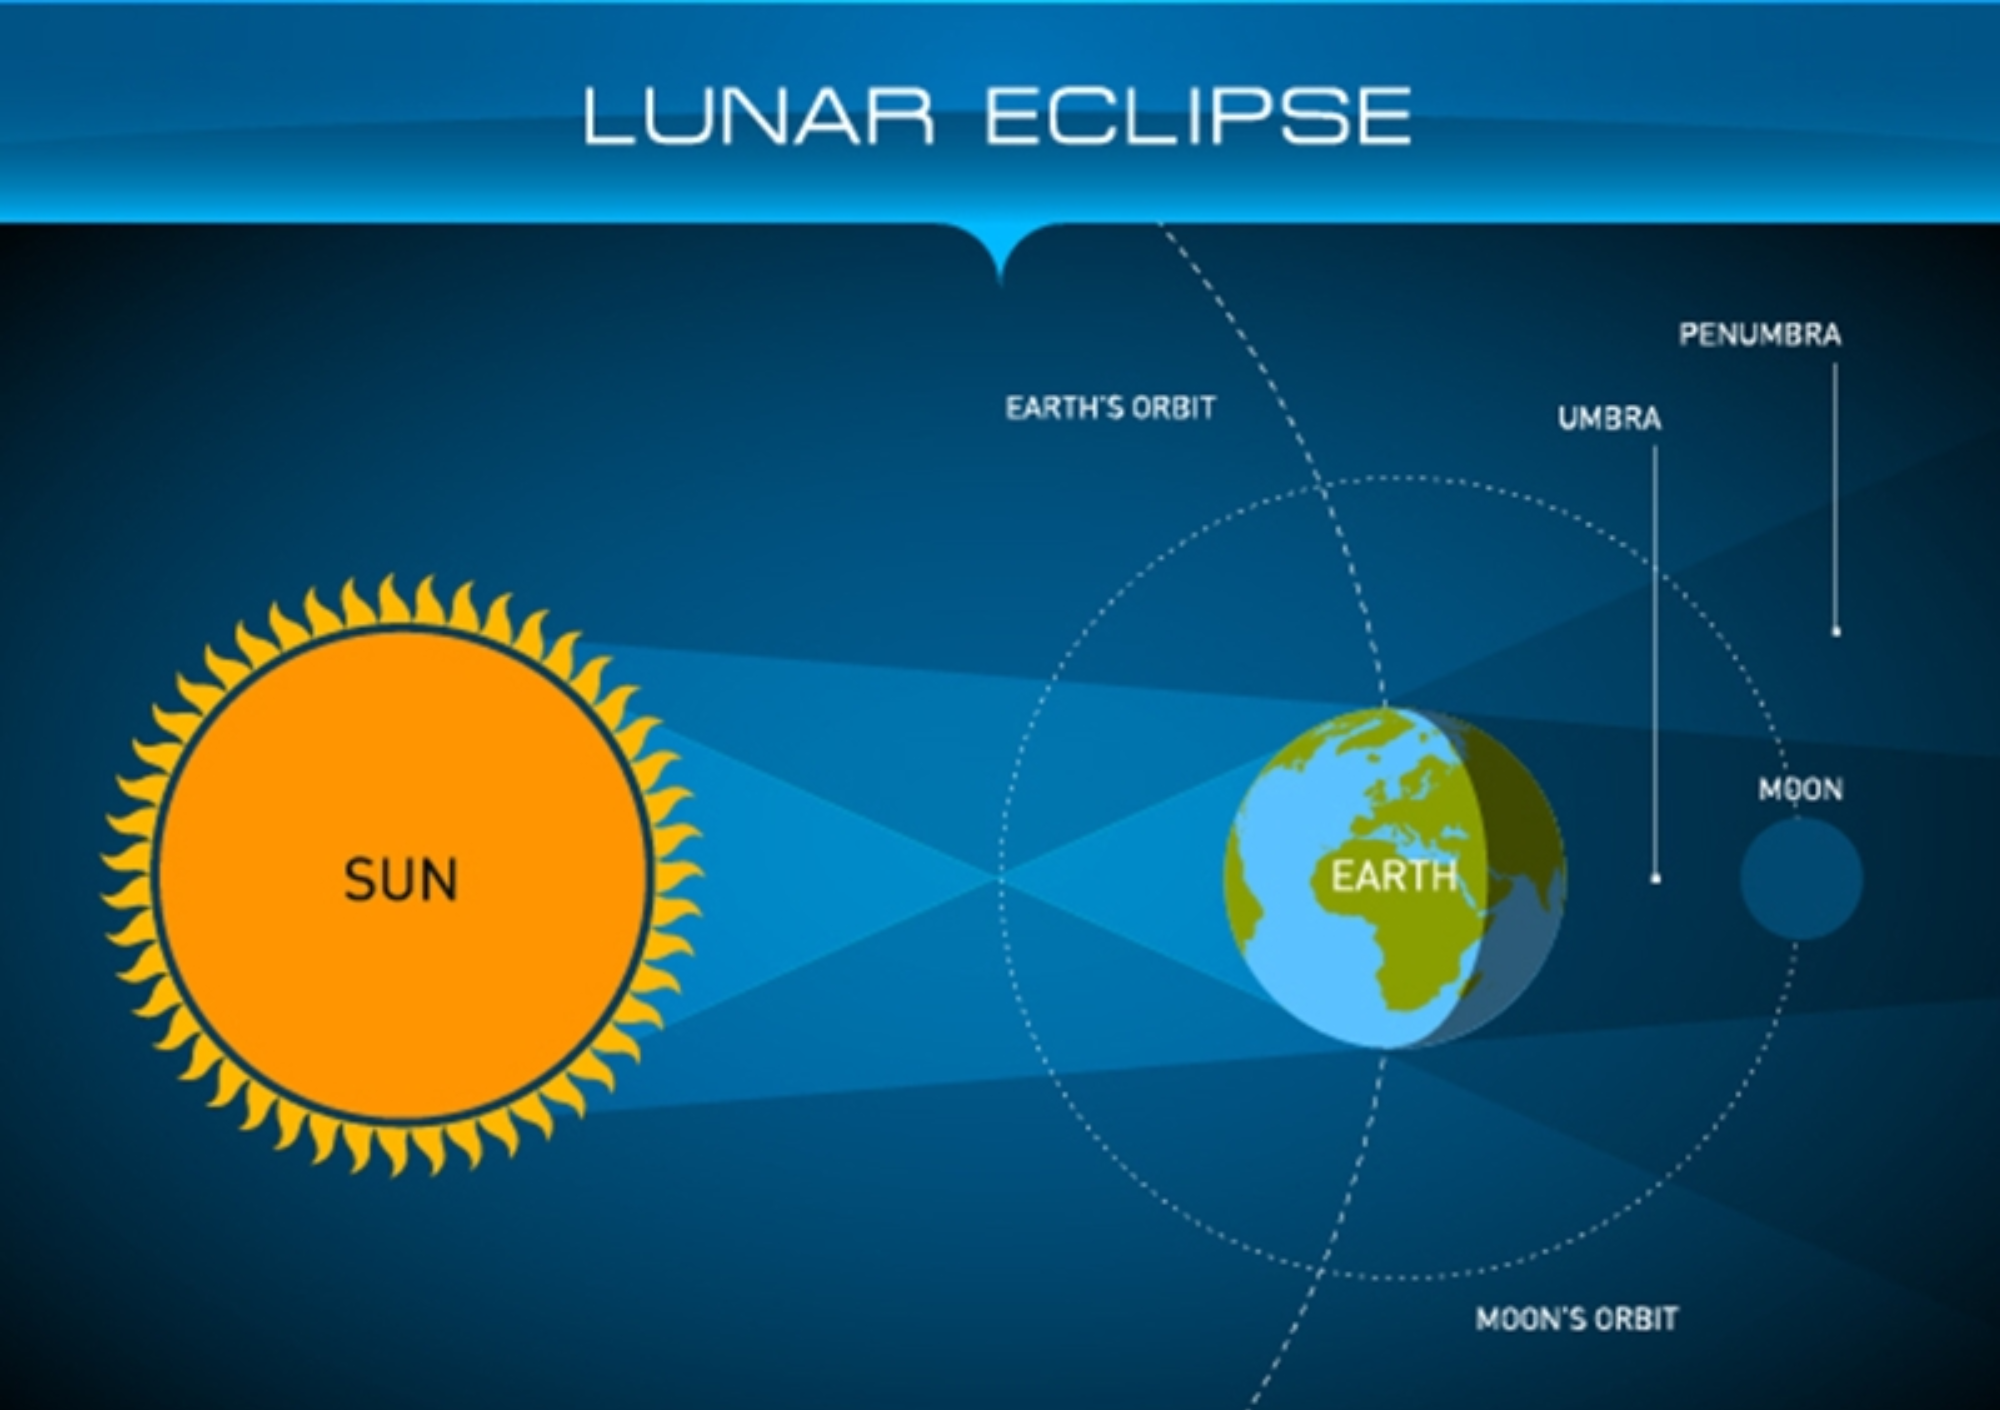 LUNAR ECLIPSE
PENUMBRA
EARTH'S ORBIT
UMBRA
MOON
SUN
EARTH
MOON'S ORBIT